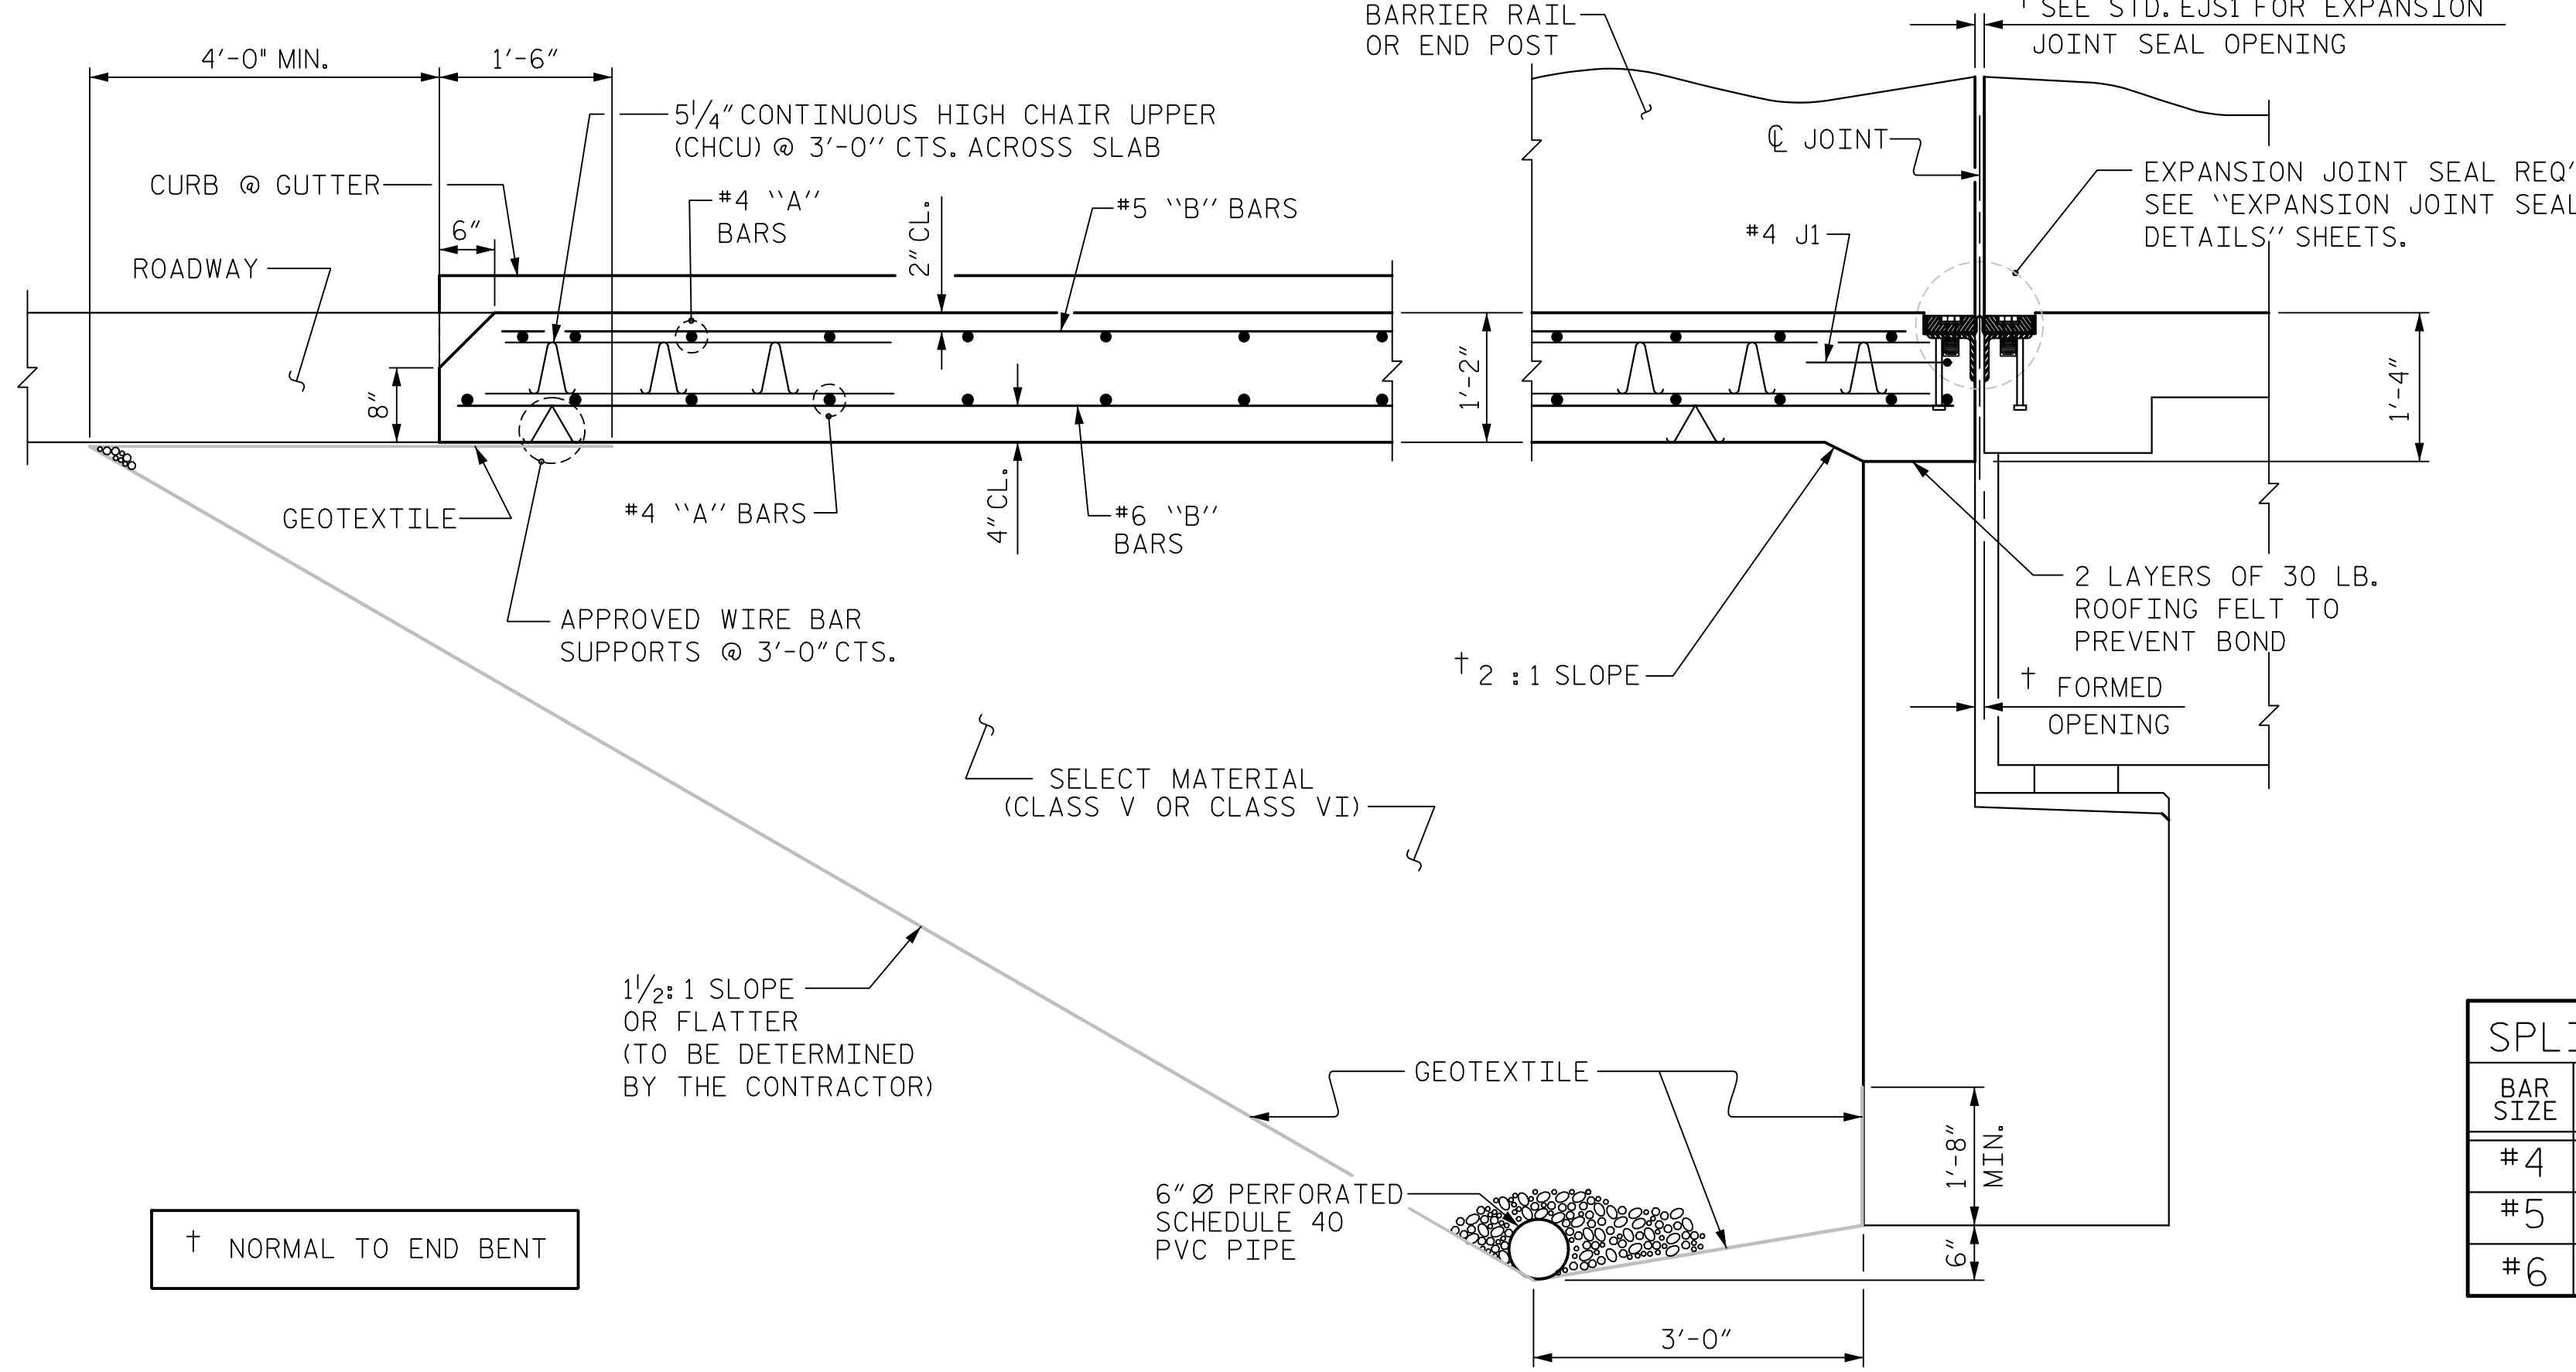 BARRIER RAIL
OR END POST
† SEE STD. EJS1 FOR EXPANSION
JOINT SEAL OPENING
4'-0" MIN.
1'-6"
5 1/4" CONTINUOUS HIGH CHAIR UPPER
(CHCU) @ 3'-0" CTS. ACROSS SLAB
℄ JOINT
CURB @ GUTTER
#4 "A"
BARS
#5 "B" BARS
EXPANSION JOINT SEAL REQ'
SEE "EXPANSION JOINT SEAL
DETAILS" SHEETS.
6"
2" CL.
#4 J1
ROADWAY
8"
1'-2"
1'-4"
GEOTEXTILE
#4 "A" BARS
4" CL.
#6 "B"
BARS
2 LAYERS OF 30 LB.
ROOFING FELT TO
PREVENT BOND
APPROVED WIRE BAR
SUPPORTS @ 3'-0" CTS.
† 2 : 1 SLOPE
† FORMED
OPENING
SELECT MATERIAL
(CLASS V OR CLASS VI)
1 1/2 : 1 SLOPE
OR FLATTER
(TO BE DETERMINED
BY THE CONTRACTOR)
GEOTEXTILE
1'-8"
MIN.
6" Ø PERFORATED
SCHEDULE 40
PVC PIPE
6"
3'-0"
† NORMAL TO END BENT
SPLI
BAR
SIZE
#4
#5
#6